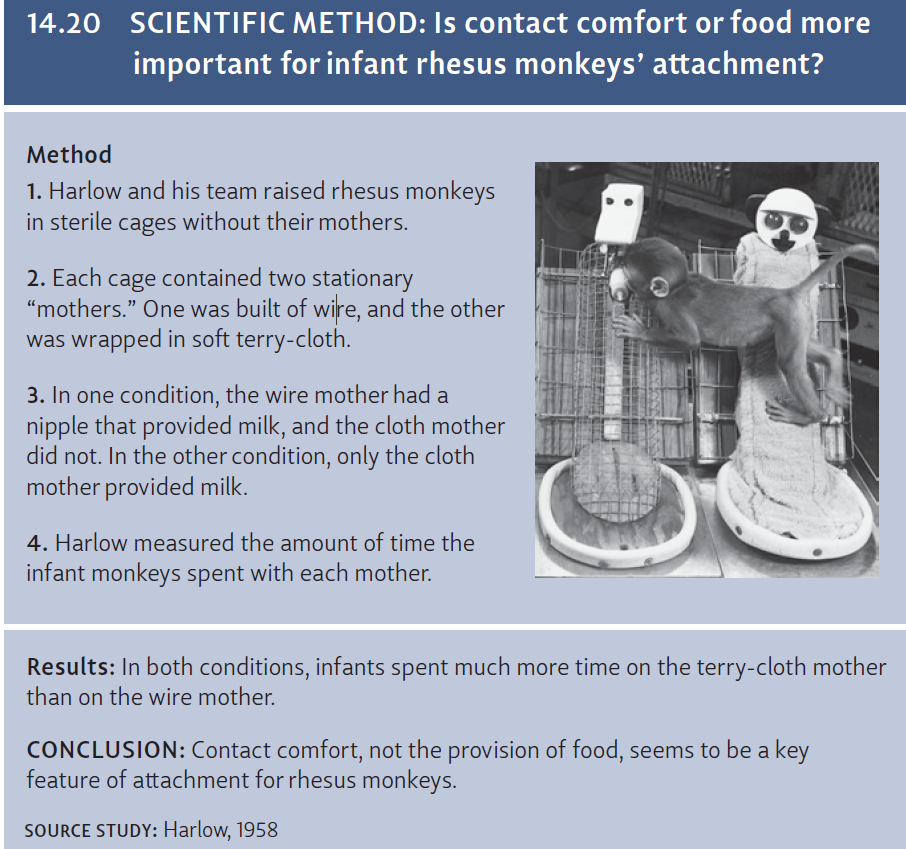 14.20 SCIENTIFIC METHOD: Is contact comfort or food more
important for infant rhesus monkeys’ attachment?
Method
1. Harlow and his team raised rhesus monkeys
in sterile cages without their mothers.
2. Each cage contained two stationary
“mothers.” One was built of wire, and the other
was wrapped in soft terry-cloth.
3. In one condition, the wire mother had a
nipple that provided milk, and the cloth mother
did not. In the other condition, only the cloth
mother provided milk.
4. Harlow measured the amount of time the
infant monkeys spent with each mother.
Results: In both conditions, infants spent much more time on the terry-cloth mother
than on the wire mother.
CONCLUSION: Contact comfort, not the provision of food, seems to be a key
feature of attachment for rhesus monkeys.
SOURCE STUDY: Harlow, 1958